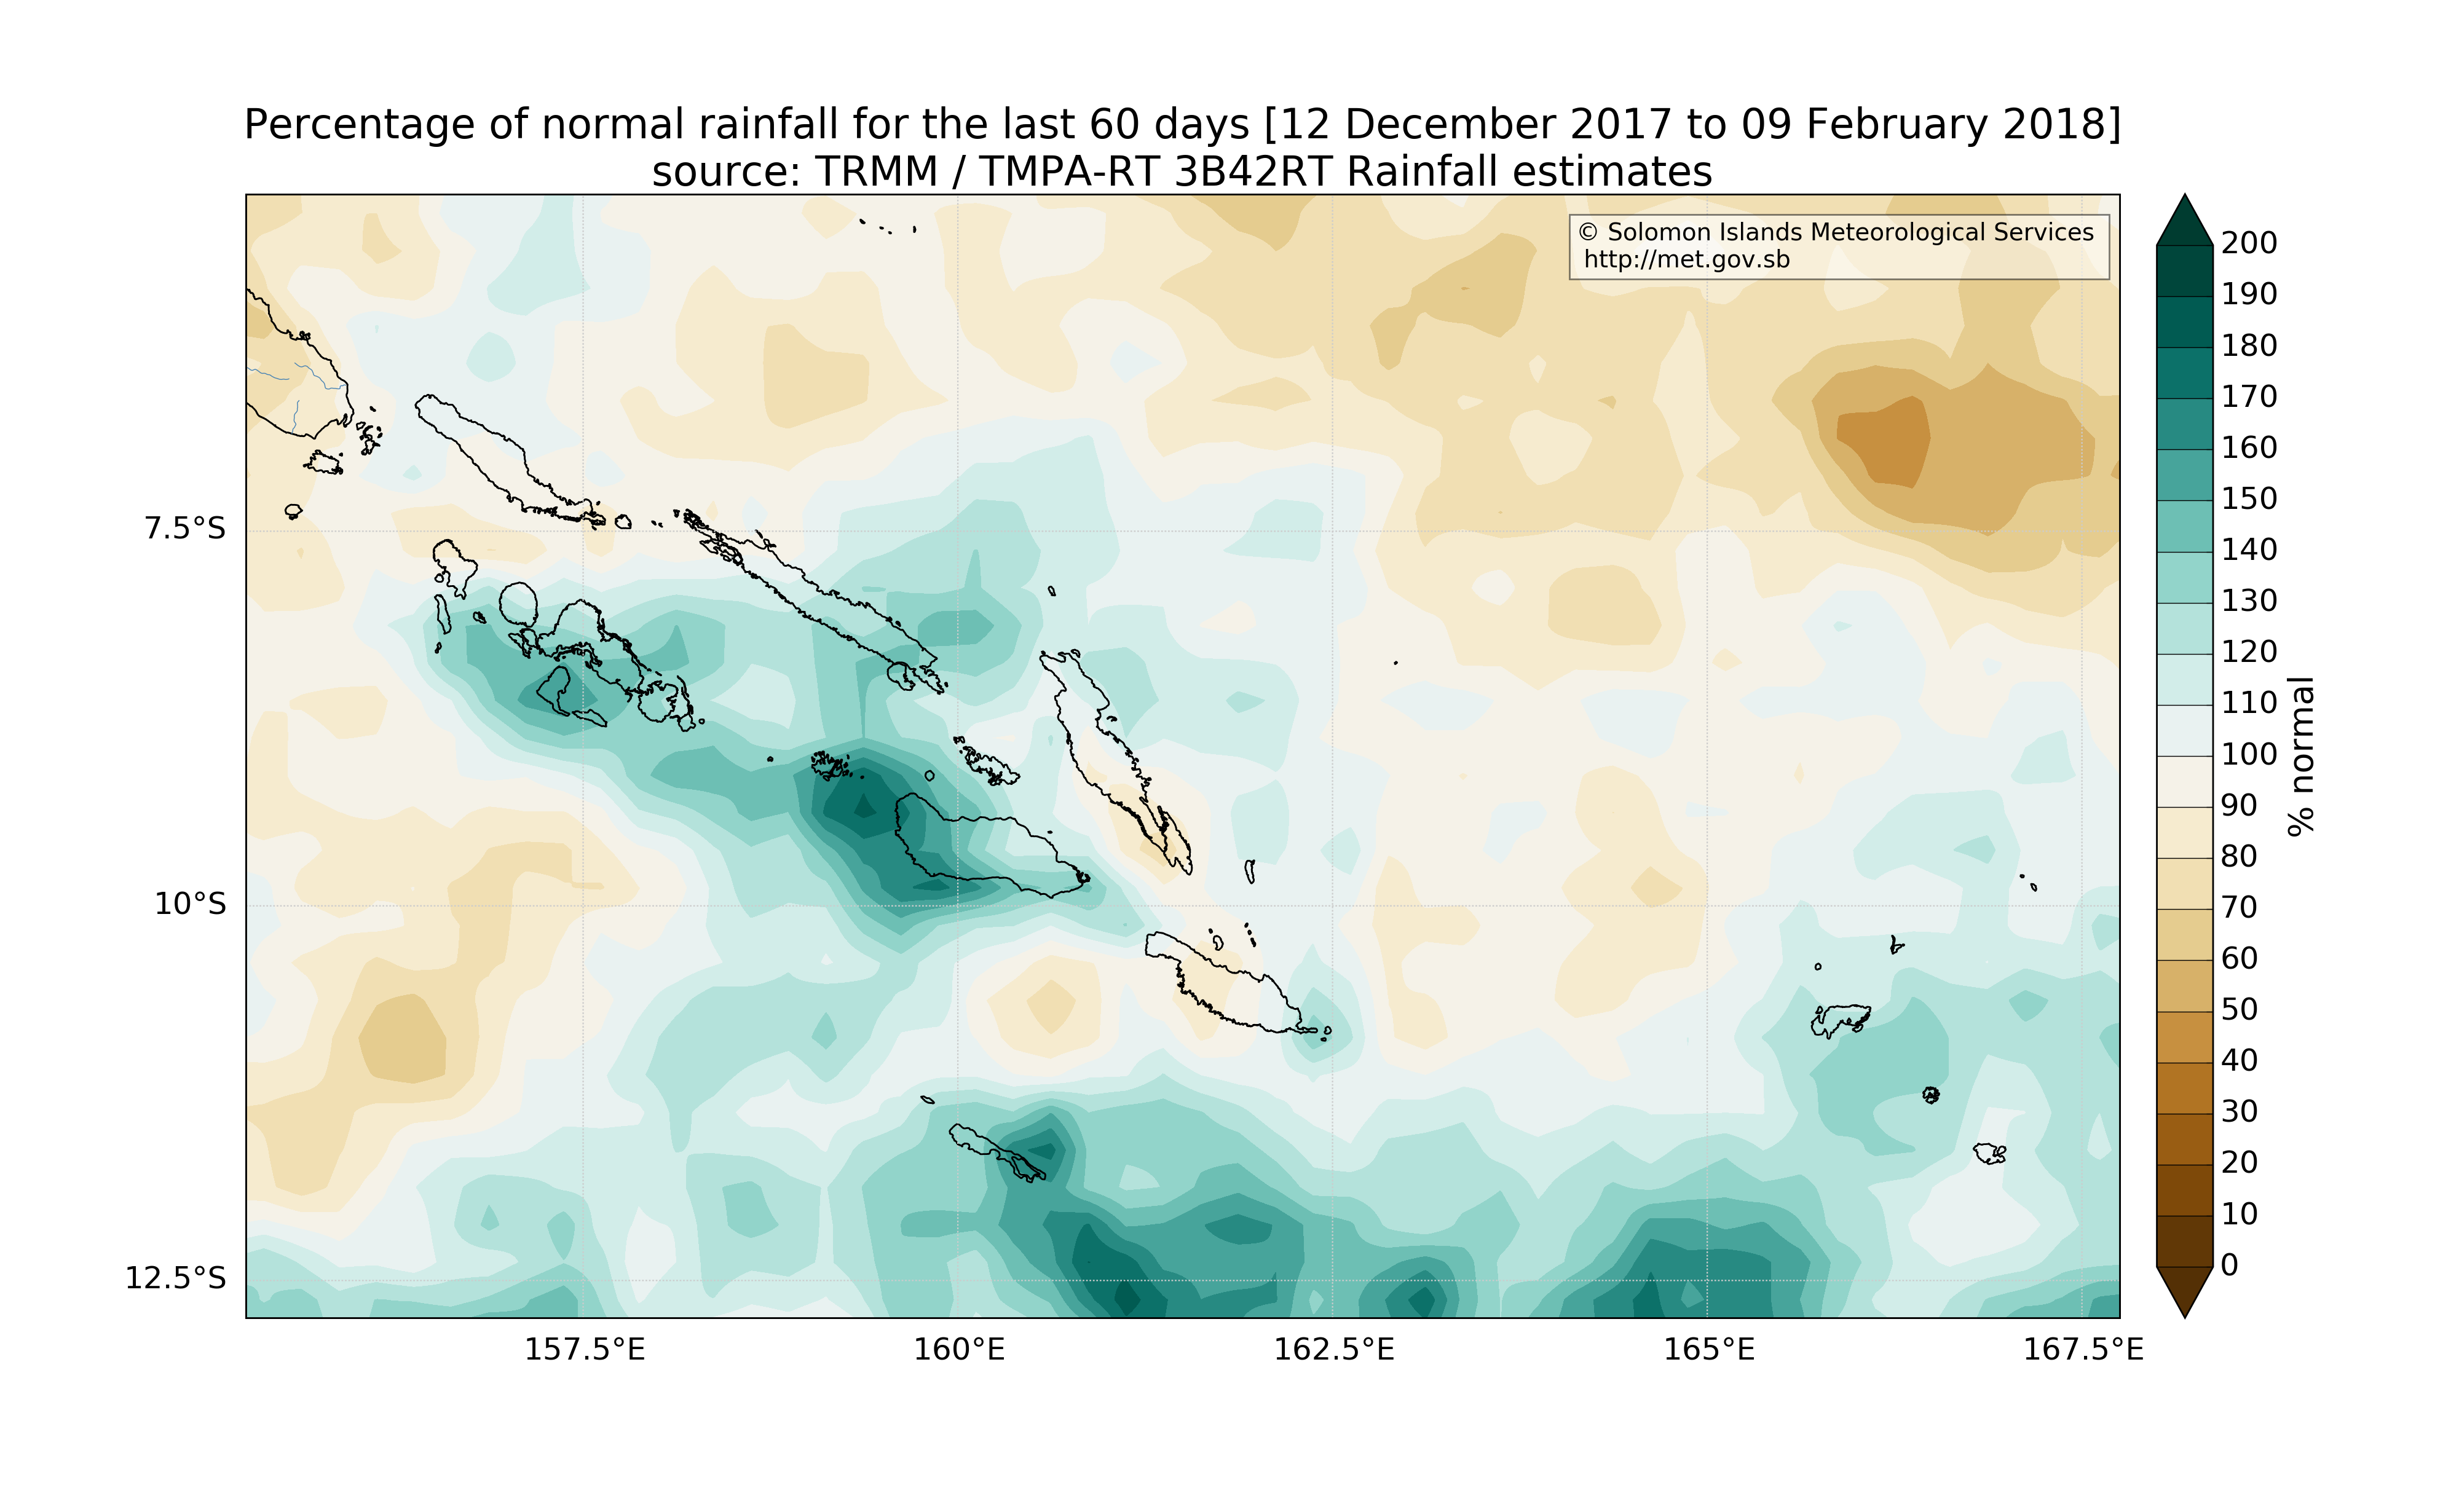 Percentage of normal rainfall for the last 60 days [12 December 2017 to 09 February 2018]
source: TRMM / TMPA-RT 3B42RT Rainfall estimates
© Solomon Islands Meteorological Services
http://met.gov.sb
7.5°S
10°S
12.5°S
157.5°E
160°E
162.5°E
165°E
167.5°E
200
190
180
170
160
150
140
130
120
110
100
90
80
70
60
50
40
30
20
10
0
% normal